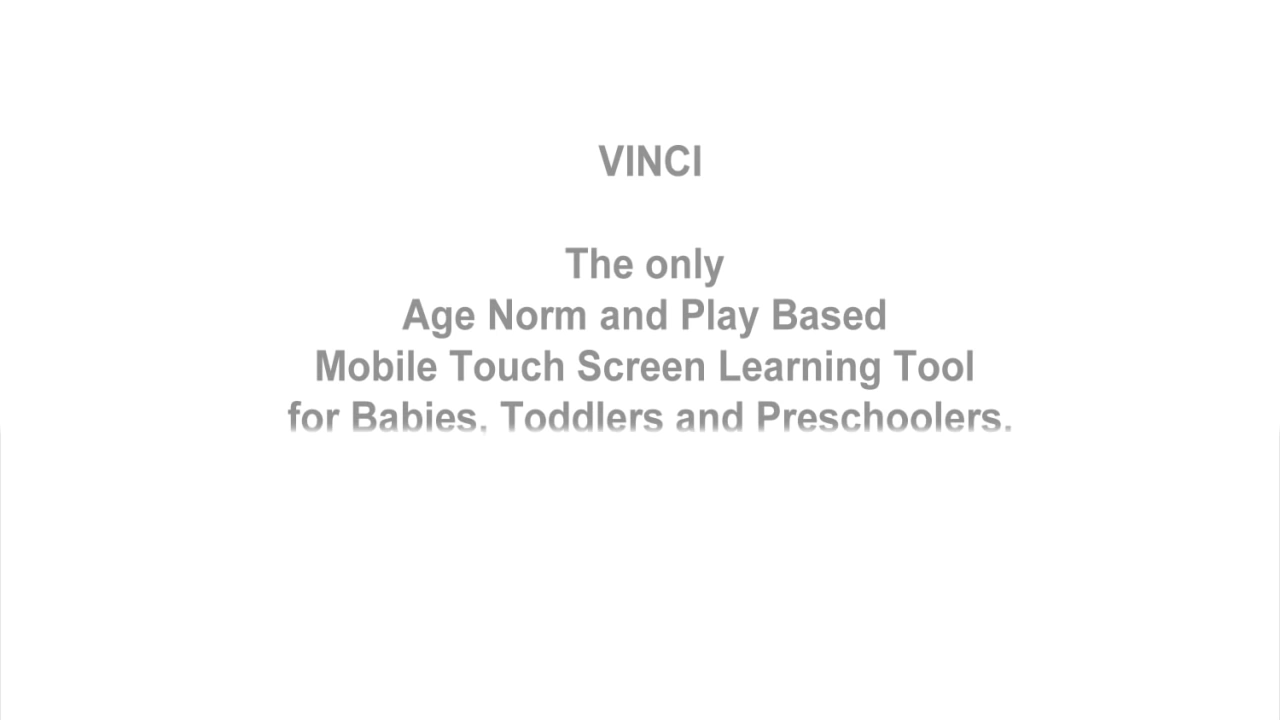 VINCI
The only
Age Norm and Play Based
Mobile Touch Screen Learning Tool
for Babies, Toddlers and Preschoolers.